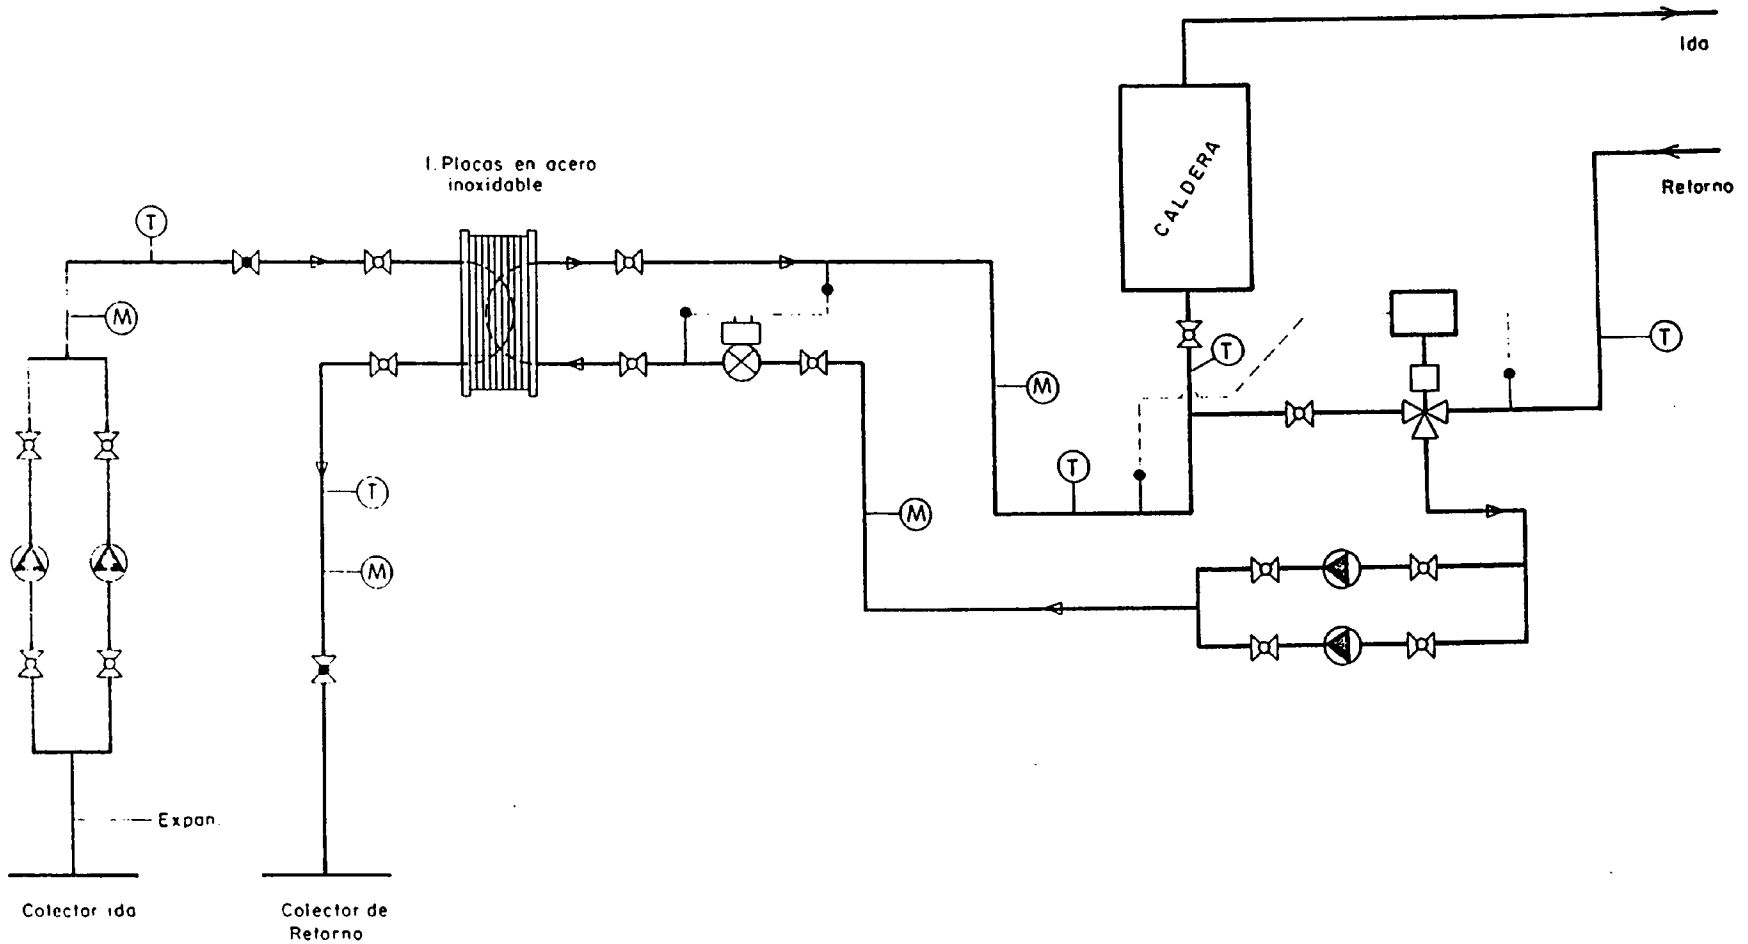 Ida
CALDERA
I. Placas en acero
inoxidable
Retorno
T
T
M
T
T
M
T
T
M
M
Expan.
Colector ida
Colector de
Retorno